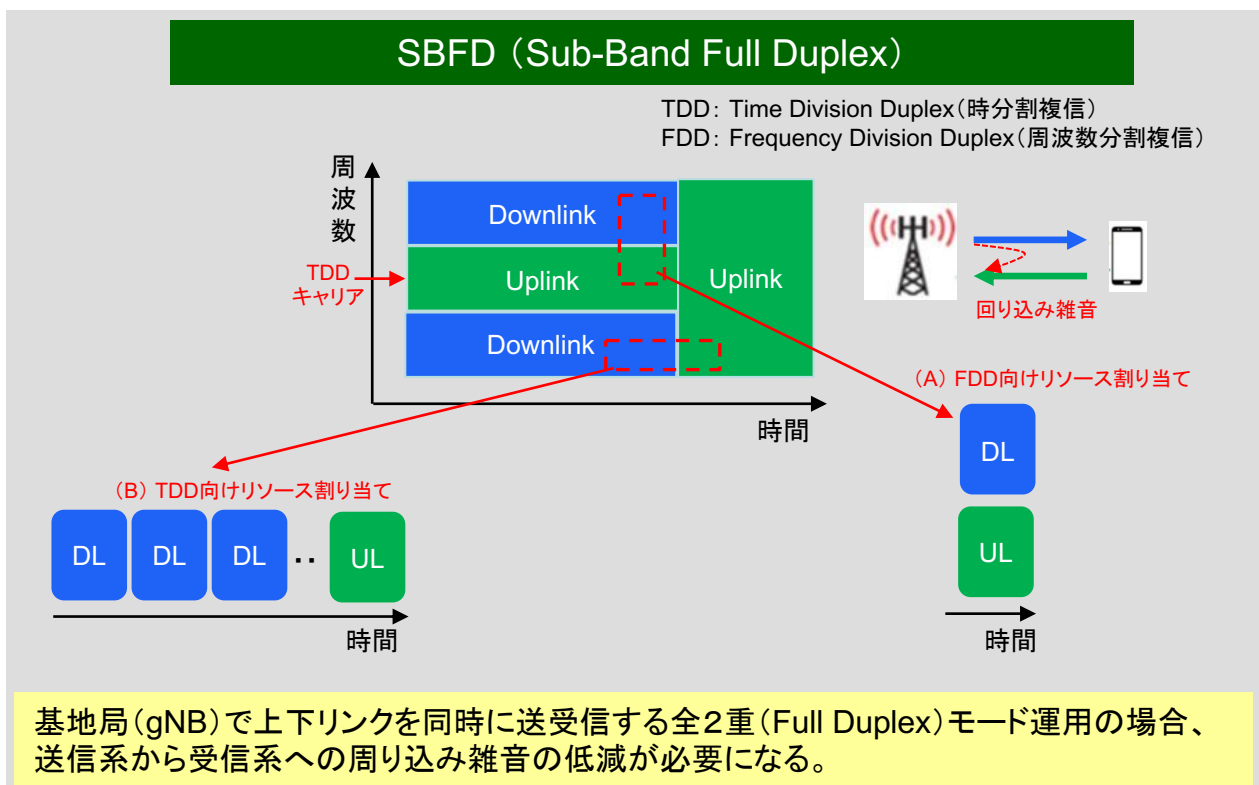 SBFD（Sub-Band Full Duplex）
TDD： Time Division Duplex（時分割複信）
FDD： Frequency Division Duplex（周波数分割複信）
周波数
Downlink
TDD
キャリア
Uplink
Uplink
Downlink
時間
回り込み雑音
（A） FDD向けリソース割り当て
DL
UL
時間
（B） TDD向けリソース割り当て
DL DL DL ‥ UL
時間
基地局（gNB）で上下リンクを同時に送受信する全２重（Full Duplex）モード運用の場合、
送信系から受信系への周り込み雑音の低減が必要になる。